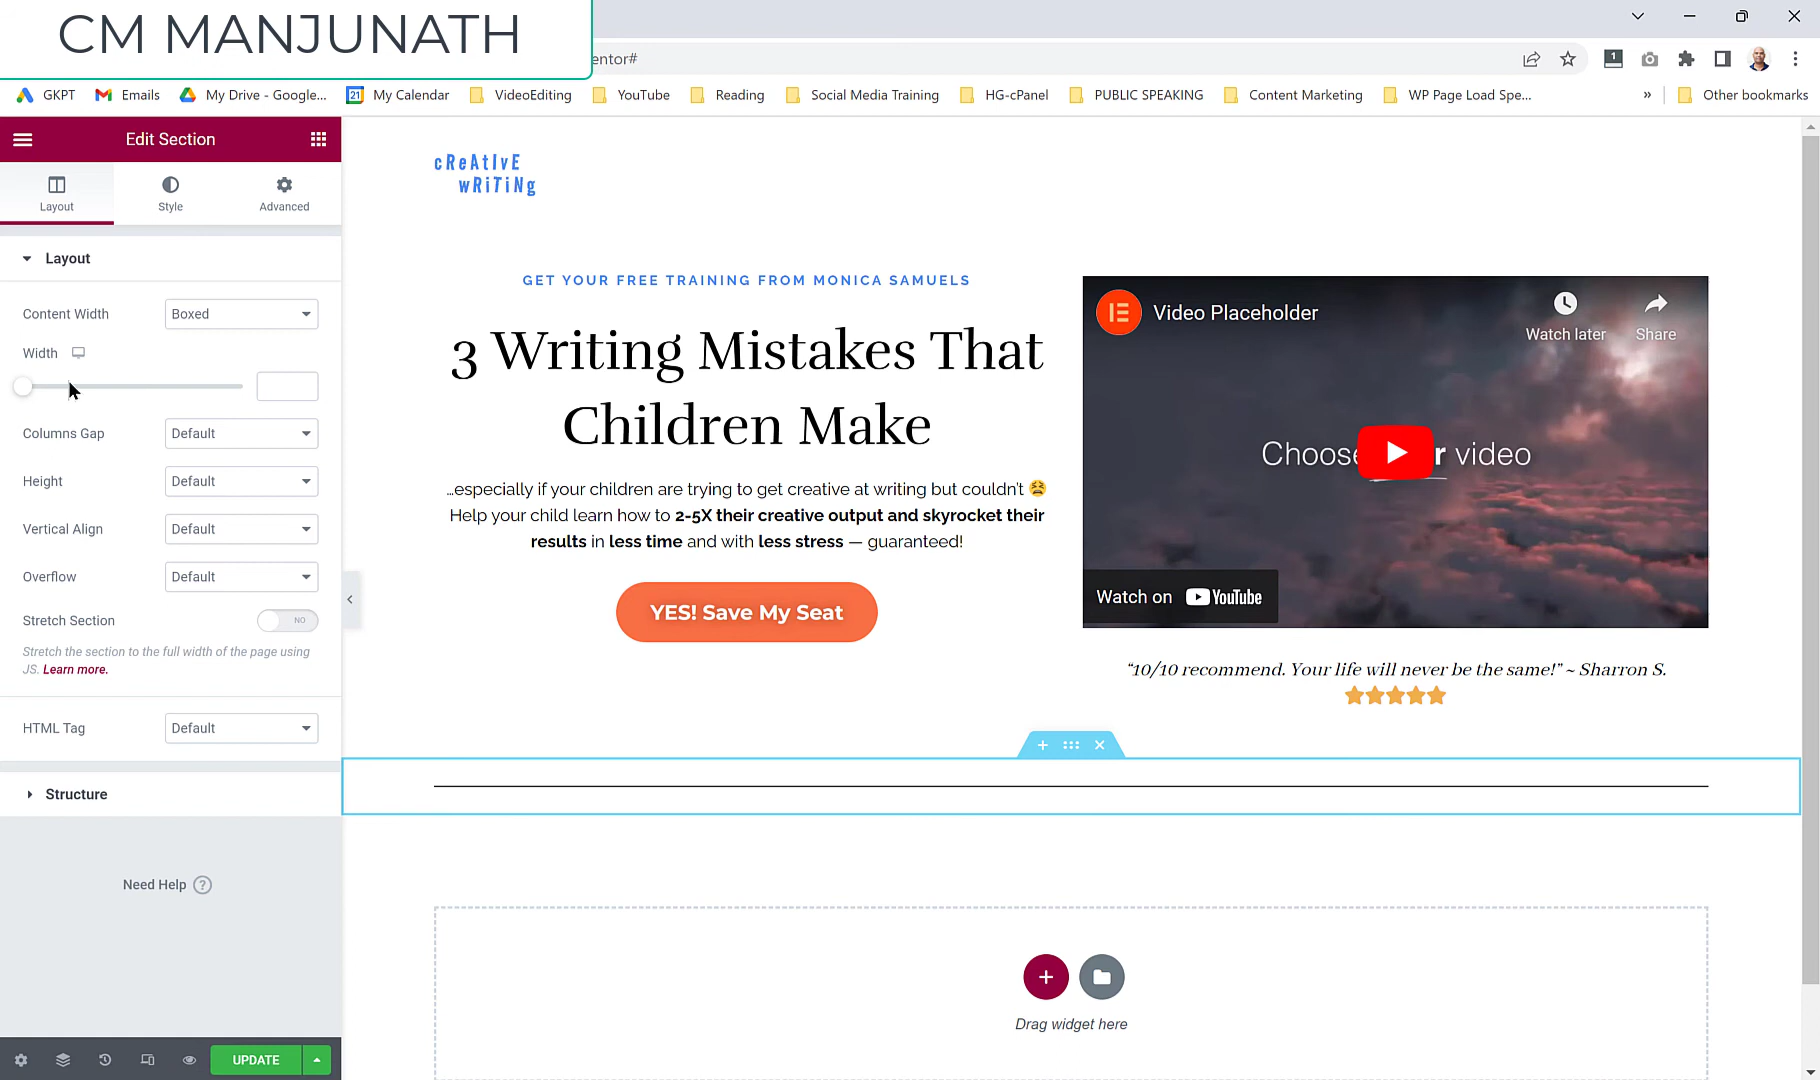 CM MANJUNATH
entor#
1
GKPT
Emails
My Drive - Google...
21
My Calendar
VideoEditing
YouTube
Reading
Social Media Training
HG-cPanel
PUBLIC SPEAKING
Content Marketing
WP Page Load Spe...
»
Other bookmarks
Edit Section
Layout
Style
Advanced
Layout
Content Width
Boxed
Width
Columns Gap
Default
Height
Default
Vertical Align
Default
Overflow
Default
Stretch Section
NO
Stretch the section to the full width of the page using
JS. Learn more.
HTML Tag
Default
Structure
Need Help ?
UPDATE
cReAtIvE
wRiTiNg
GET YOUR FREE TRAINING FROM MONICA SAMUELS
3 Writing Mistakes That
Children Make
...especially if your children are trying to get creative at writing but couldn't 😫
Help your child learn how to 2-5X their creative output and skyrocket their
results in less time and with less stress — guaranteed!
YES! Save My Seat
Video Placeholder
Watch later
Share
Choose r video
Watch on YouTube
“10/10 recommend. Your life will never be the same!” ~ Sharron S.
Drag widget here